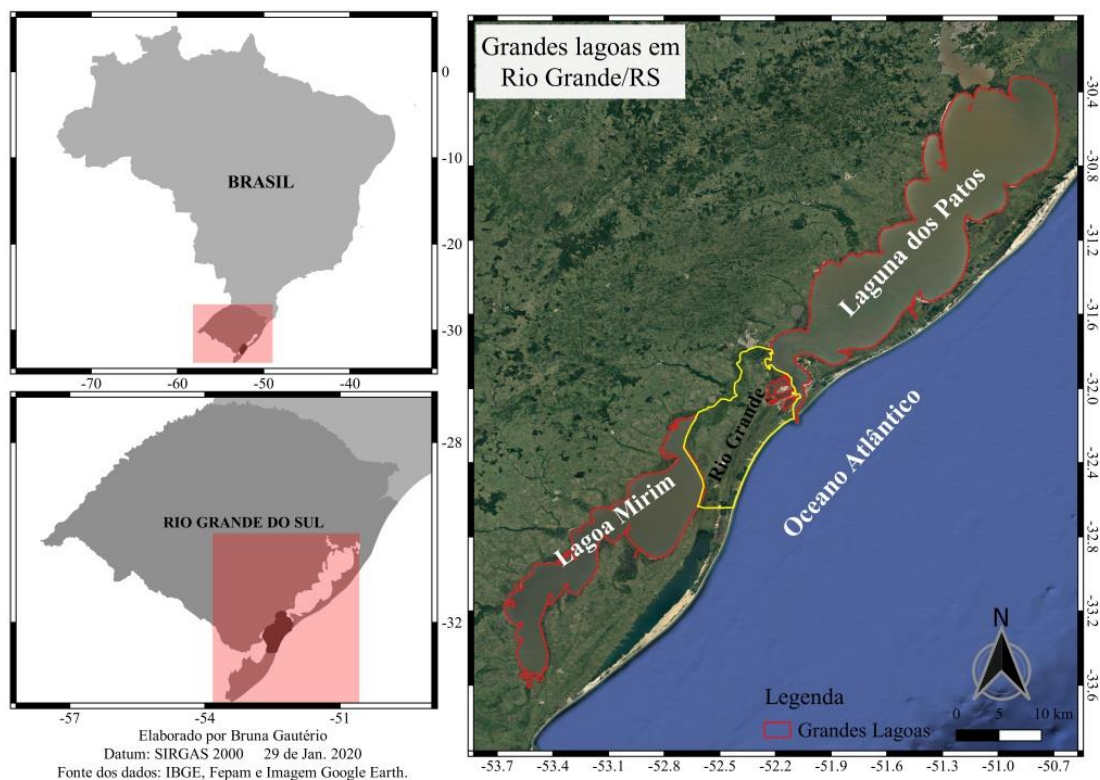 0
-10
BRASIL
-20
-30
-70
-60
-50
-40
-28
RIO GRANDE DO SUL
-32
-57
-54
-51
Elaborado por Bruna Gautério
Datum: SIRGAS 2000 29 de Jan. 2020
Fonte dos dados: IBGE, Fepam e Imagem Google Earth.
Grandes lagoas em
Rio Grande/RS
Laguna dos Patos
Rio Grande
Lagoa Mirim
Oceano Atlântico
N
Legenda
Grandes Lagoas
0 5 10 km
-30.4
-30.8
-31.2
-31.6
-32.0
-32.4
-32.8
-33.2
-33.6
-53.7
-53.4
-53.1
-52.8
-52.5
-52.2
-51.9
-51.6
-51.3
-51.0
-50.7